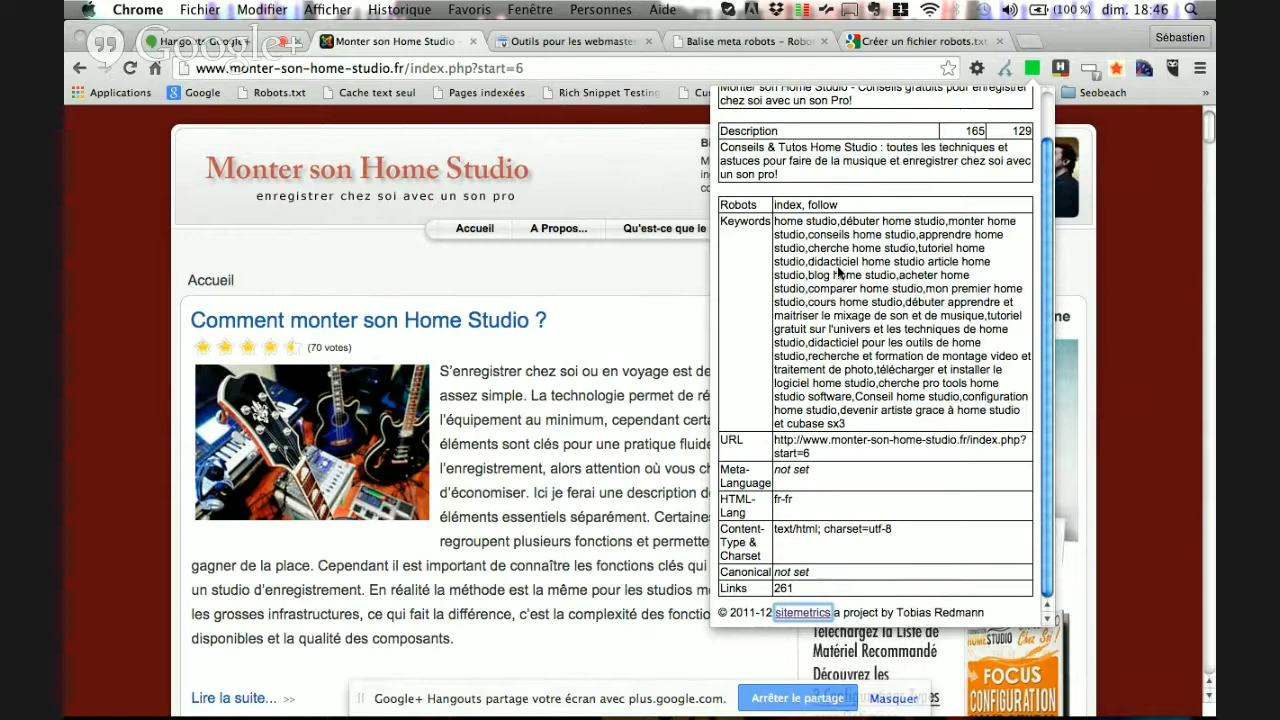 Chrome Fichier Modifier Afficher Historique Favoris Fenêtre Personnes Aide (100 %) dim. 18:46
Google+
Monter son Home Studio - Outils pour les webmaste Balise meta robots - Robo Créer un fichier robots.txt Sébastien
www.monter-son-home-studio.fr/index.php?start=6
Applications Google Robots.txt Cache text seul Pages indexées Rich Snippet Testing Seobeach »
Monter son Home Studio - Conseils gratuits pour enregistrer
chez soi avec un son Pro!
Description 165 129
Conseils & Tutos Home Studio : toutes les techniques et
astuces pour faire de la musique et enregistrer chez soi avec
un son pro!
Robots index, follow
Keywords home studio,débuter home studio,monter home
studio,conseils home studio,apprendre home
studio,cherche home studio,tutoriel home
studio,didacticiel home studio article home
studio,blog home studio,acheter home
studio,comparer home studio,mon premier home
studio,cours home studio,débuter apprendre et
maitriser le mixage de son et de musique,tutoriel
gratuit sur l'univers et les techniques de home
studio,didacticiel pour les outils de home
studio,recherche et formation de montage video et
traitement de photo,télécharger et installer le
logiciel home studio,cherche pro tools home
studio software,Conseil home studio,configuration
home studio,devenir artiste grace à home studio
et cubase sx3
URL http://www.monter-son-home-studio.fr/index.php?
start=6
Meta-
Language not set
HTML-
Lang fr-fr
Content-
Type &
Charset text/html; charset=utf-8
Canonical not set
Links 261
© 2011-12 sitemetrics a project by Tobias Redmann
Monter son Home Studio
enregistrer chez soi avec un son pro
Accueil A Propos... Qu'est-ce que le
Accueil
Comment monter son Home Studio ?
(70 votes)
S'enregistrer chez soi ou en voyage est de
assez simple. La technologie permet de ré
l'équipement au minimum, cependant certa
éléments sont clés pour une pratique fluide
l'enregistrement, alors attention où vous ch
d'économiser. Ici je ferai une description de
éléments essentiels séparément. Certaine
regroupent plusieurs fonctions et permette
gagner de la place. Cependant il est important de connaître les fonctions clés qui
un studio d'enregistrement. En réalité la méthode est la même pour les studios m
les grosses infrastructures, ce qui fait la différence, c'est la complexité des fonctio
disponibles et la qualité des composants.
Lire la suite... >>
Téléchargez la Liste de
Matériel Recommandé
Découvrez les
HOME STUDIO Chez Soi !
FOCUS
CONFIGURATION
Google+ Hangouts partage votre écran avec plus.google.com. Arrêter le partage Masquer